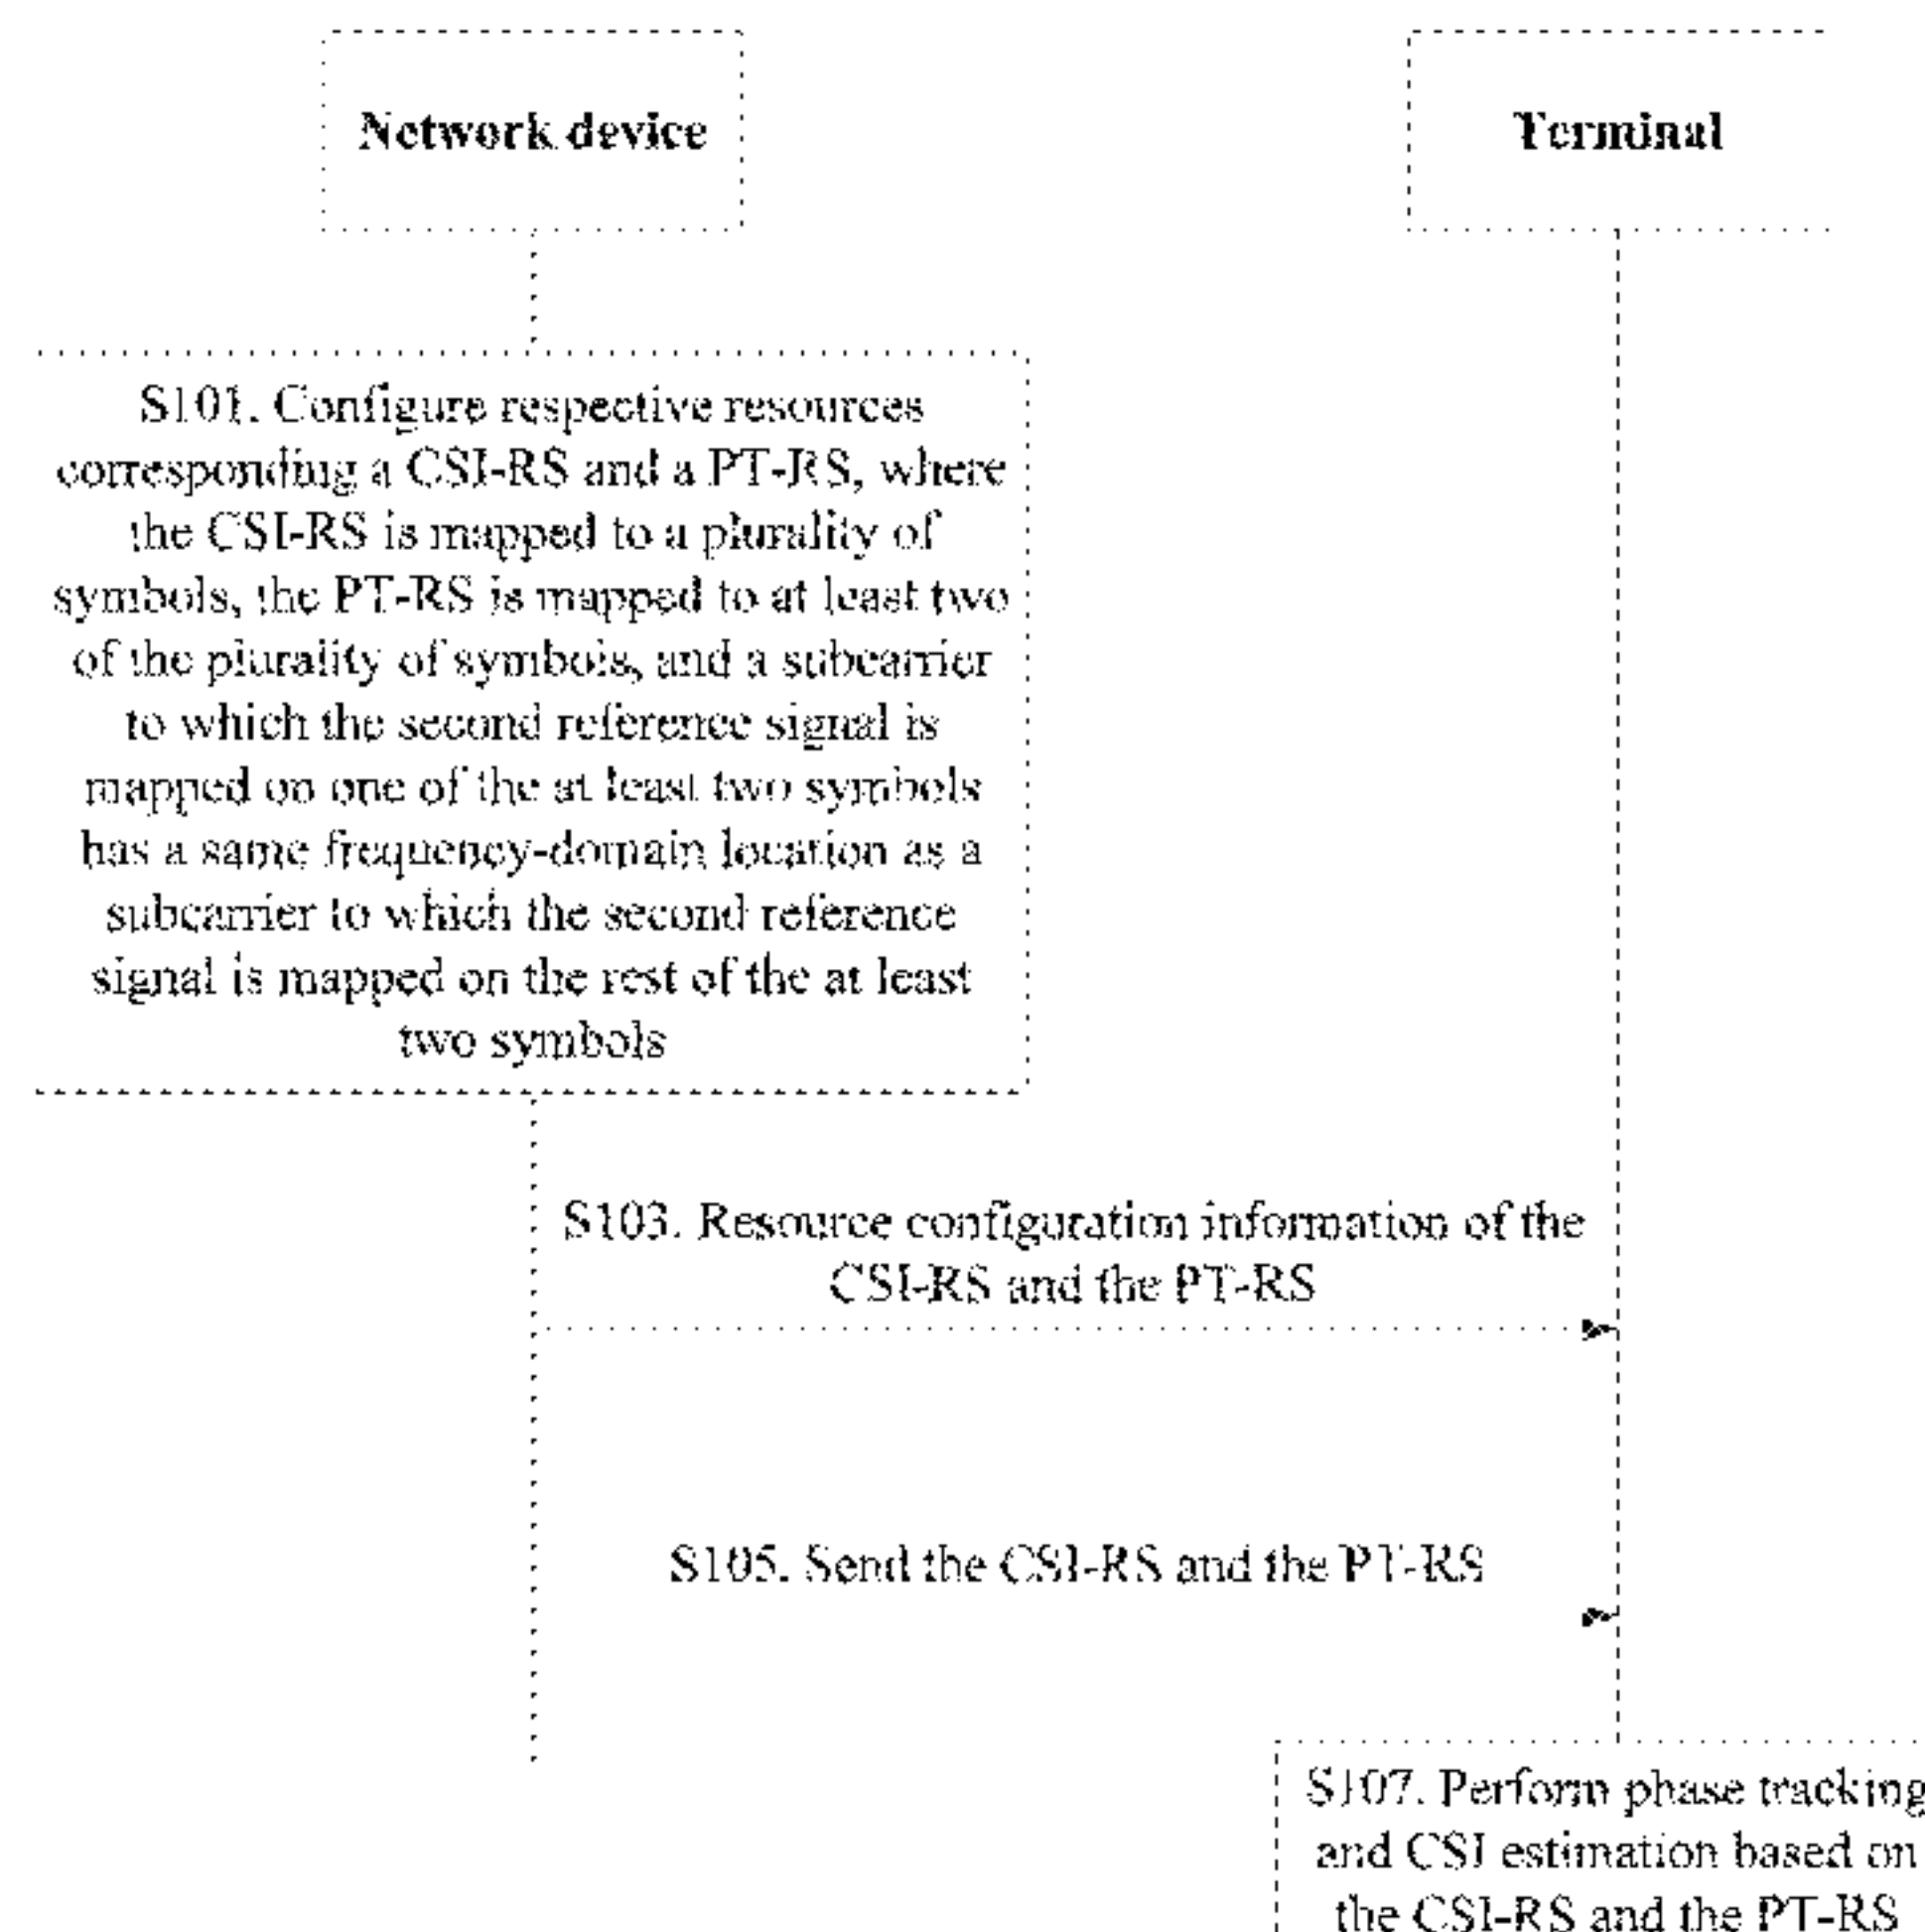 Network device
Terminal
S101. Configure respective resources
corresponding a CSI-RS and a PT-RS, where
the CSI-RS is mapped to a plurality of
symbols, the PT-RS is mapped to at least two
of the plurality of symbols, and a subcarrier
to which the second reference signal is
mapped on one of the at least two symbols
has a same frequency-domain location as a
subcarrier to which the second reference
signal is mapped on the rest of the at least
two symbols
S103. Resource configuration information of the
CSI-RS and the PT-RS
S105. Send the CSI-RS and the PT-RS
S107. Perform phase tracking
and CSI estimation based on
the CSI-RS and the PT-RS